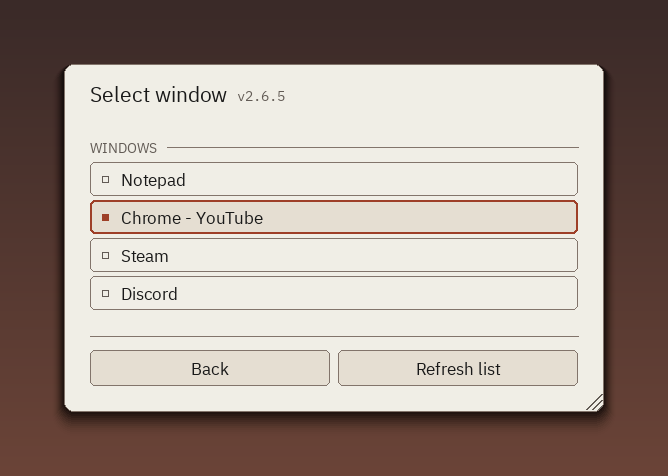 Select window v2.6.5
WINDOWS
Notepad
Chrome - YouTube
Steam
Discord
Back
Refresh list